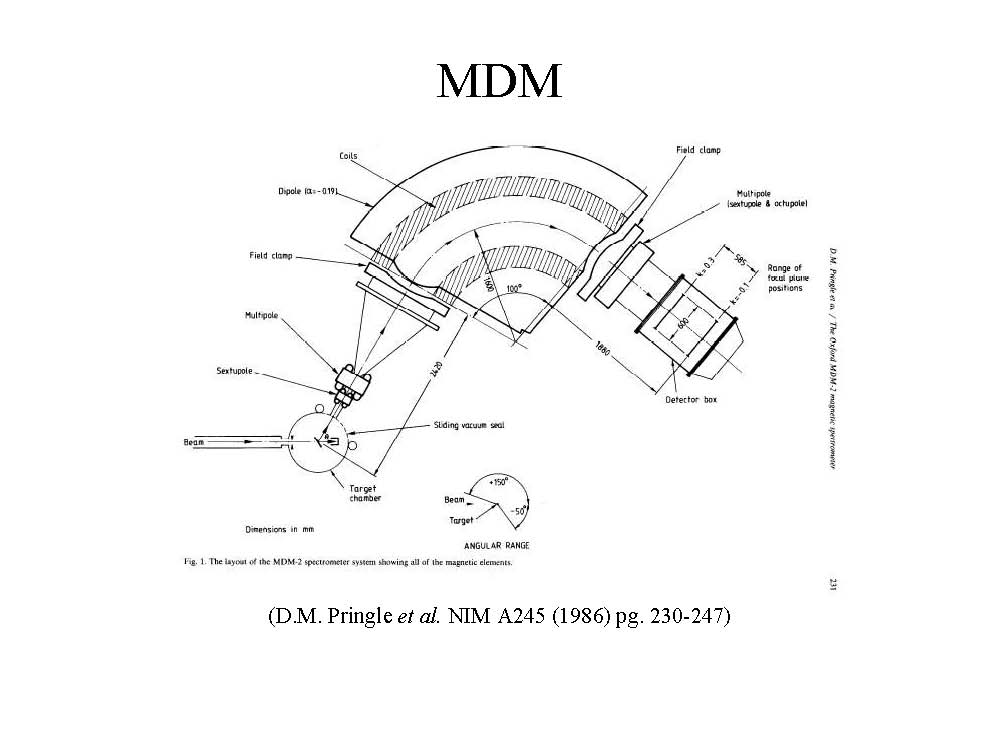 MDM
Coils
Field clamp
Dipole (α=-0.19)
Multipole
(sextupole & octupole)
Field clamp
k=0.3
585
Range of
focal plane
positions
k=-0.1
1600
100°
600
Multipole
1880
Sextupole
1420
Detector box
Sliding vacuum seal
Beam
Target
chamber
+150°
Beam
-50°
Target
Dimensions in mm
ANGULAR RANGE
Fig. 1. The layout of the MDM-2 spectrometer system showing all of the magnetic elements.
D.M. Pringle et al. / The Oxford MDM-2 magnetic spectrometer
231
(D.M. Pringle et al. NIM A245 (1986) pg. 230-247)